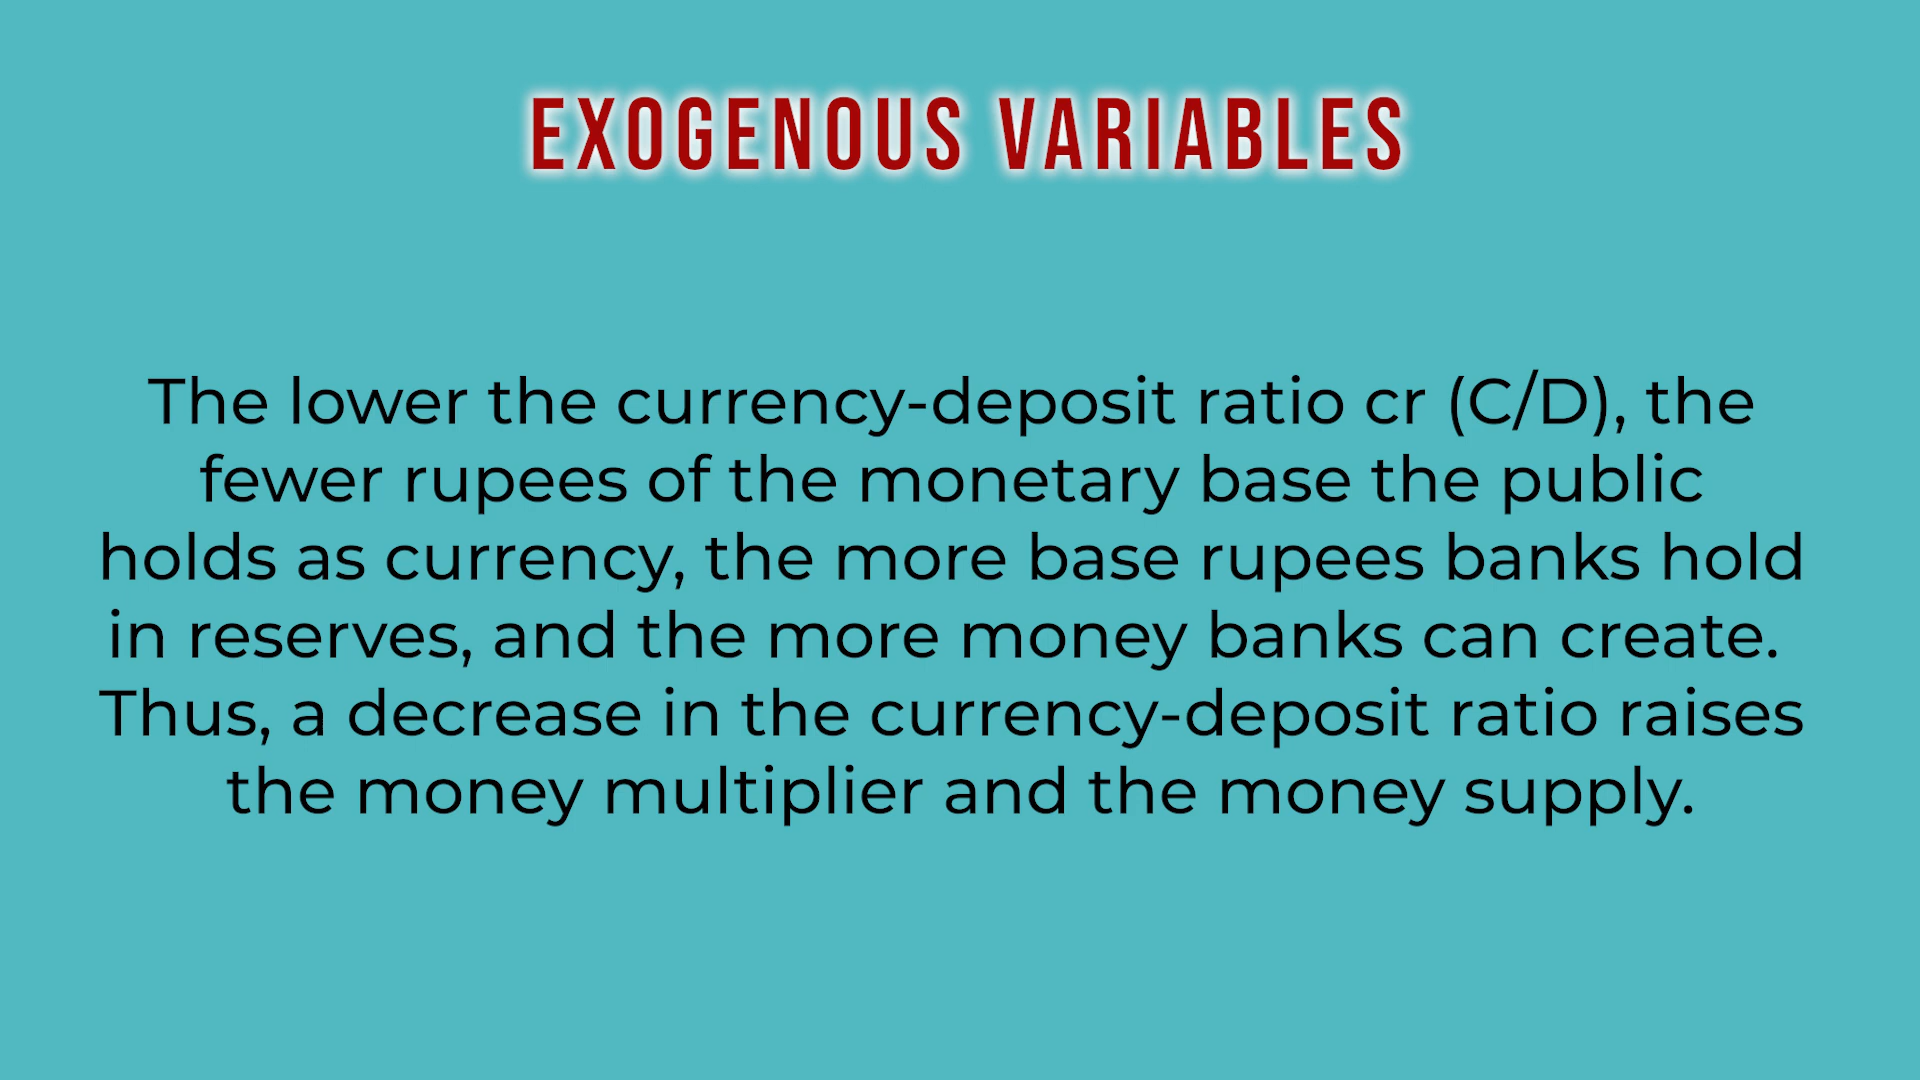 EXOGENOUS VARIABLES
The lower the currency-deposit ratio cr (C/D), the
fewer rupees of the monetary base the public
holds as currency, the more base rupees banks hold
in reserves, and the more money banks can create.
Thus, a decrease in the currency-deposit ratio raises
the money multiplier and the money supply.